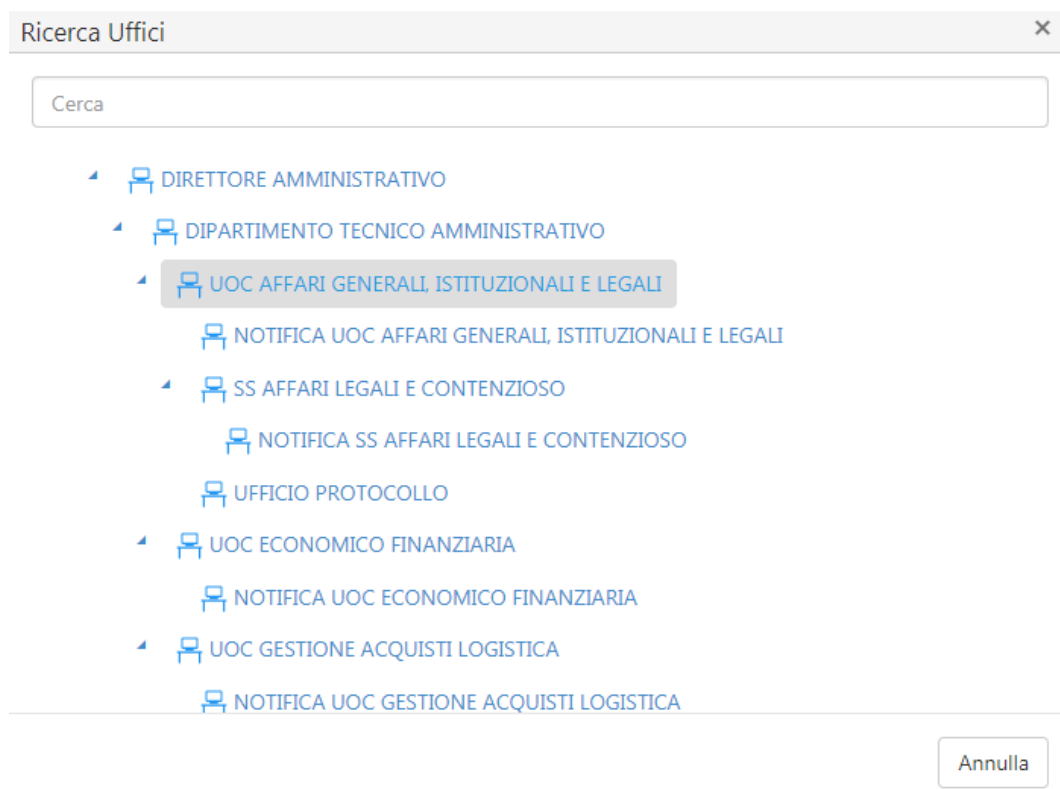 Ricerca Uffici
Cerca
DIRETTORE AMMINISTRATIVO
DIPARTIMENTO TECNICO AMMINISTRATIVO
UOC AFFARI GENERALI, ISTITUZIONALI E LEGALI
NOTIFICA UOC AFFARI GENERALI, ISTITUZIONALI E LEGALI
SS AFFARI LEGALI E CONTENZIOSO
NOTIFICA SS AFFARI LEGALI E CONTENZIOSO
UFFICIO PROTOCOLLO
UOC ECONOMICO FINANZIARIA
NOTIFICA UOC ECONOMICO FINANZIARIA
UOC GESTIONE ACQUISTI LOGISTICA
NOTIFICA UOC GESTIONE ACQUISTI LOGISTICA
Annulla